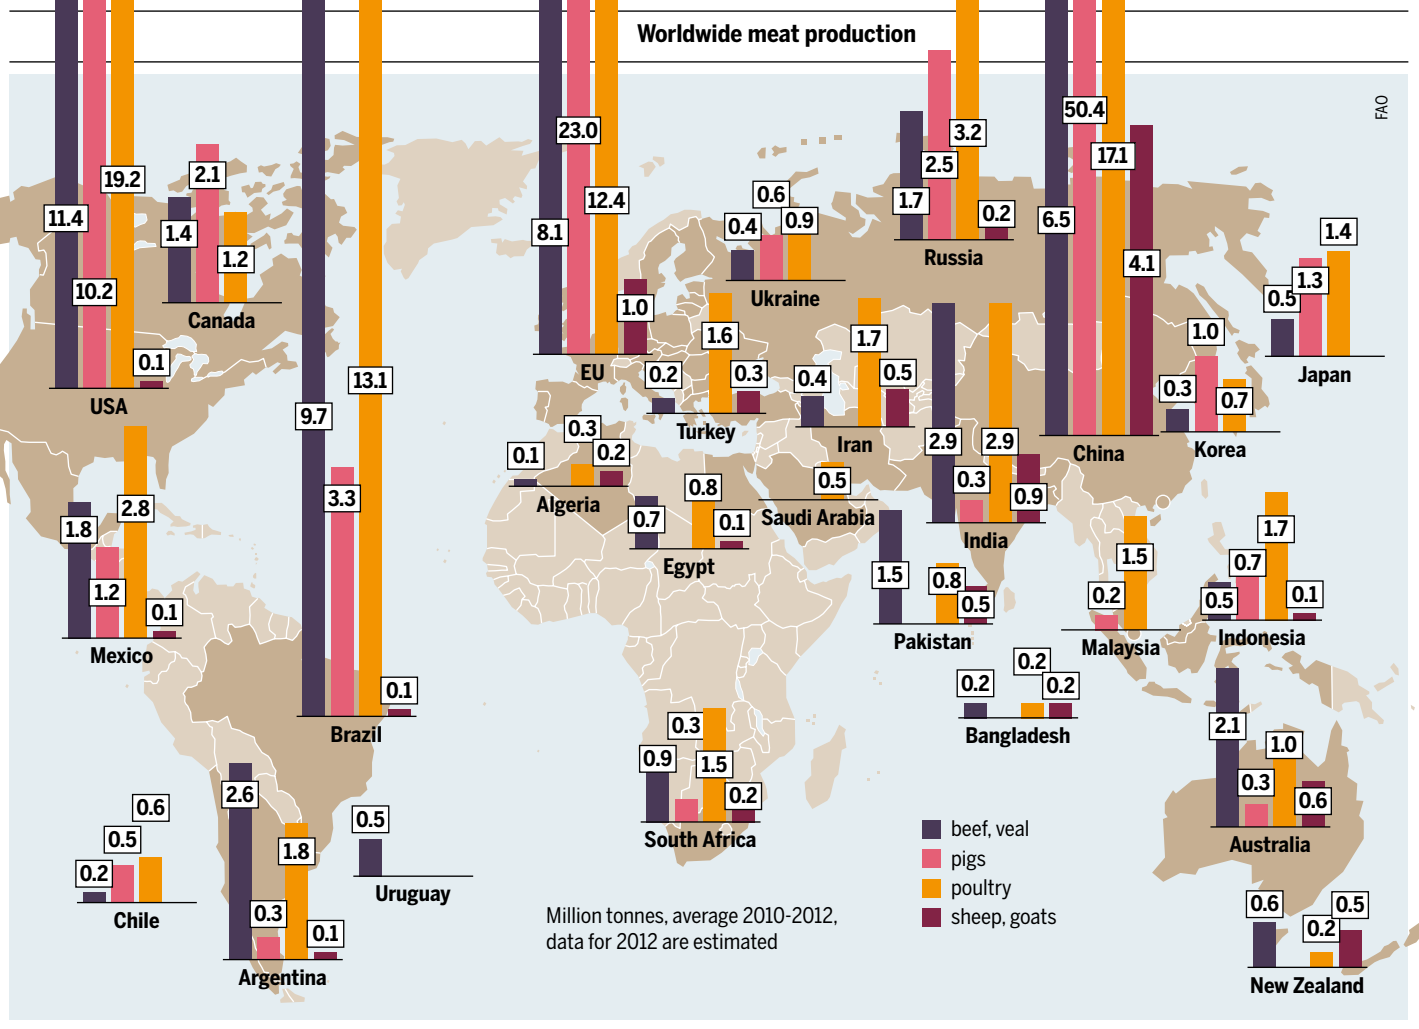 Worldwide meat production
FAO
11.4
10.2
19.2
0.1
USA
1.4
2.1
1.2
Canada
1.8
1.2
2.8
0.1
Mexico
9.7
3.3
13.1
0.1
Brazil
0.2
0.5
0.6
Chile
2.6
0.3
1.8
0.1
Argentina
0.5
Uruguay
8.1
23.0
12.4
1.0
EU
0.4
0.6
0.9
Ukraine
1.7
2.5
3.2
0.2
Russia
0.2
1.6
0.3
Turkey
0.4
1.7
0.5
Iran
0.1
0.3
0.2
Algeria
0.7
0.8
0.1
Egypt
0.5
Saudi Arabia
2.9
0.3
2.9
0.9
India
6.5
50.4
17.1
4.1
China
0.3
1.0
0.7
Korea
0.5
1.3
1.4
Japan
1.5
0.8
0.5
Pakistan
0.2
0.2
0.2
Bangladesh
0.2
1.5
Malaysia
0.5
0.7
1.7
0.1
Indonesia
0.9
0.3
1.5
0.2
South Africa
2.1
0.3
1.0
0.6
Australia
0.6
0.2
0.5
New Zealand
beef, veal
pigs
poultry
sheep, goats
Million tonnes, average 2010-2012,
data for 2012 are estimated